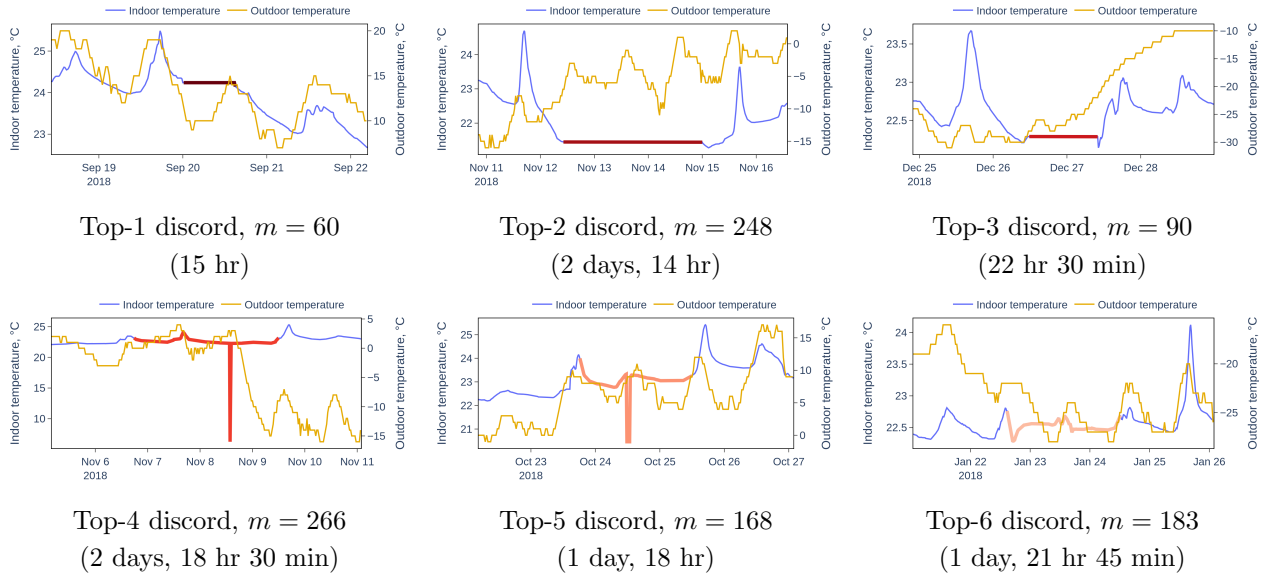 Indoor temperature Outdoor temperature
Indoor temperature, °C
25
24
23
20
15
10
Outdoor temperature, °C
Sep 19 Sep 20 Sep 21 Sep 22
2018
Top-1 discord, m = 60
(15 hr)
Indoor temperature Outdoor temperature
Indoor temperature, °C
24
23
22
0
−5
−10
−15
Outdoor temperature, °C
Nov 11 Nov 12 Nov 13 Nov 14 Nov 15 Nov 16
2018
Top-2 discord, m = 248
(2 days, 14 hr)
Indoor temperature Outdoor temperature
Indoor temperature, °C
23.5
23
22.5
−10
−15
−20
−25
−30
Outdoor temperature, °C
Dec 25 Dec 26 Dec 27 Dec 28
2018
Top-3 discord, m = 90
(22 hr 30 min)
Indoor temperature Outdoor temperature
Indoor temperature, °C
25
20
15
10
5
0
−5
−10
−15
Outdoor temperature, °C
Nov 6 Nov 7 Nov 8 Nov 9 Nov 10 Nov 11
2018
Top-4 discord, m = 266
(2 days, 18 hr 30 min)
Indoor temperature Outdoor temperature
Indoor temperature, °C
25
24
23
22
21
15
10
5
0
Outdoor temperature, °C
Oct 23 Oct 24 Oct 25 Oct 26 Oct 27
2018
Top-5 discord, m = 168
(1 day, 18 hr)
Indoor temperature Outdoor temperature
Indoor temperature, °C
24
23.5
23
22.5
−20
−25
Outdoor temperature, °C
Jan 22 Jan 23 Jan 24 Jan 25 Jan 26
2018
Top-6 discord, m = 183
(1 day, 21 hr 45 min)